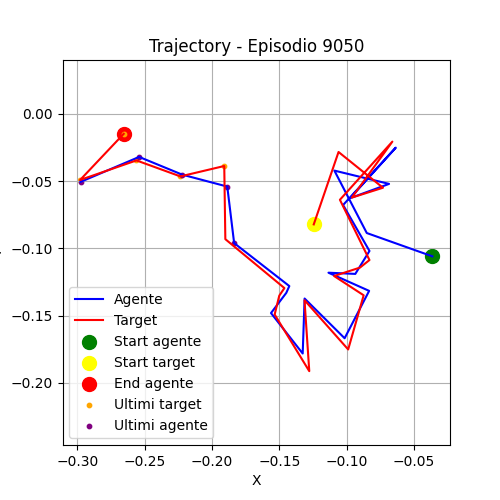 Trajectory - Episodio 9050
0.00
−0.05
−0.10
−0.15
−0.20
Agente
Target
Start agente
Start target
End agente
Ultimi target
Ultimi agente
−0.30
−0.25
−0.20
−0.15
−0.10
−0.05
X